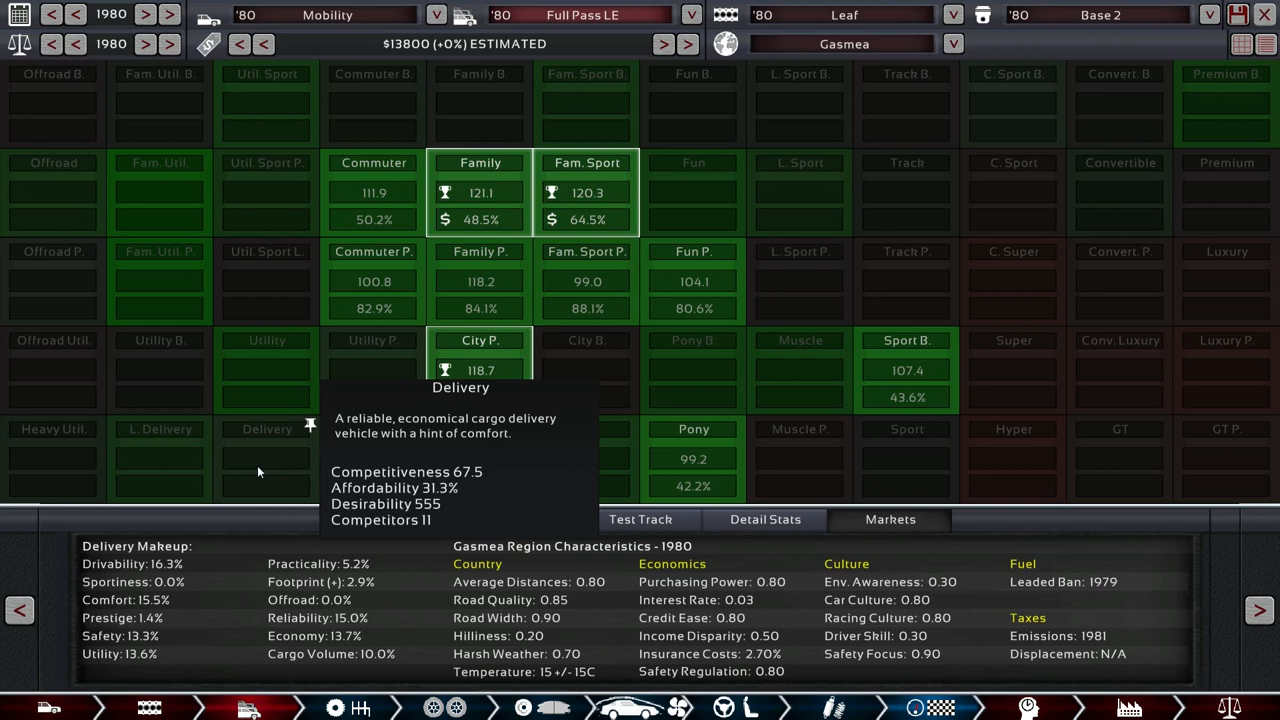 1980 '80 Mobility '80 Full Pass LE '80 Leaf '80 Base 2
1980 $13800 (+0%) ESTIMATED Gasmea
Offroad B. Fam. Util. B. Util. Sport Commuter B. Family B. Fam. Sport B. Fun B. L. Sport B. Track B. C. Sport B. Convert. B. Premium B.
Offroad Fam. Util. Util. Sport P. Commuter Family Fam. Sport Fun L. Sport Track C. Sport Convertible Premium
111.9 121.1 120.3
50.2% $ 48.5% $ 64.5%
Offroad P. Fam. Util. P. Util. Sport L. Commuter P. Family P. Fam. Sport P. Fun P. L. Sport P. Track P. C. Super Convert. P. Luxury
100.8 118.2 99.0 104.1
82.9% 84.1% 88.1% 80.6%
Offroad Util. Utility B. Utility Utility P. City P. City B. Pony B. Muscle Sport B. Super Conv. Luxury Luxury P.
118.7 107.4
43.6%
Heavy Util. L. Delivery Delivery Pony Muscle P. Sport Hyper GT GT P.
99.2
42.2%
Delivery
A reliable, economical cargo delivery
vehicle with a hint of comfort.
Competitiveness 67.5
Affordability 31.3%
Desirability 555
Competitors 11
Test Track Detail Stats Markets
Delivery Makeup: Gasmea Region Characteristics - 1980
Drivability: 16.3% Practicality: 5.2% Country Economics Culture Fuel
Sportiness: 0.0% Footprint (+): 2.9% Average Distances: 0.80 Purchasing Power: 0.80 Env. Awareness: 0.30 Leaded Ban: 1979
Comfort: 15.5% Offroad: 0.0% Road Quality: 0.85 Interest Rate: 0.03 Car Culture: 0.80
Prestige: 1.4% Reliability: 15.0% Road Width: 0.90 Credit Ease: 0.80 Racing Culture: 0.80 Taxes
Safety: 13.3% Economy: 13.7% Hilliness: 0.20 Income Disparity: 0.50 Driver Skill: 0.30 Emissions: 1981
Utility: 13.6% Cargo Volume: 10.0% Harsh Weather: 0.70 Insurance Costs: 2.70% Safety Focus: 0.90 Displacement: N/A
Temperature: 15 +/- 15C Safety Regulation: 0.80